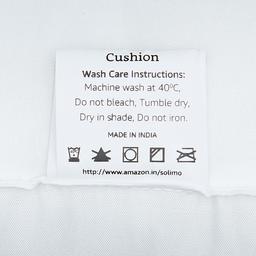 Cushion
Wash Care Instructions:
Machine wash at 40°C,
Do not bleach, Tumble dry,
Dry in shade, Do not iron.
MADE IN INDIA
http://www.amazon.in/solimo